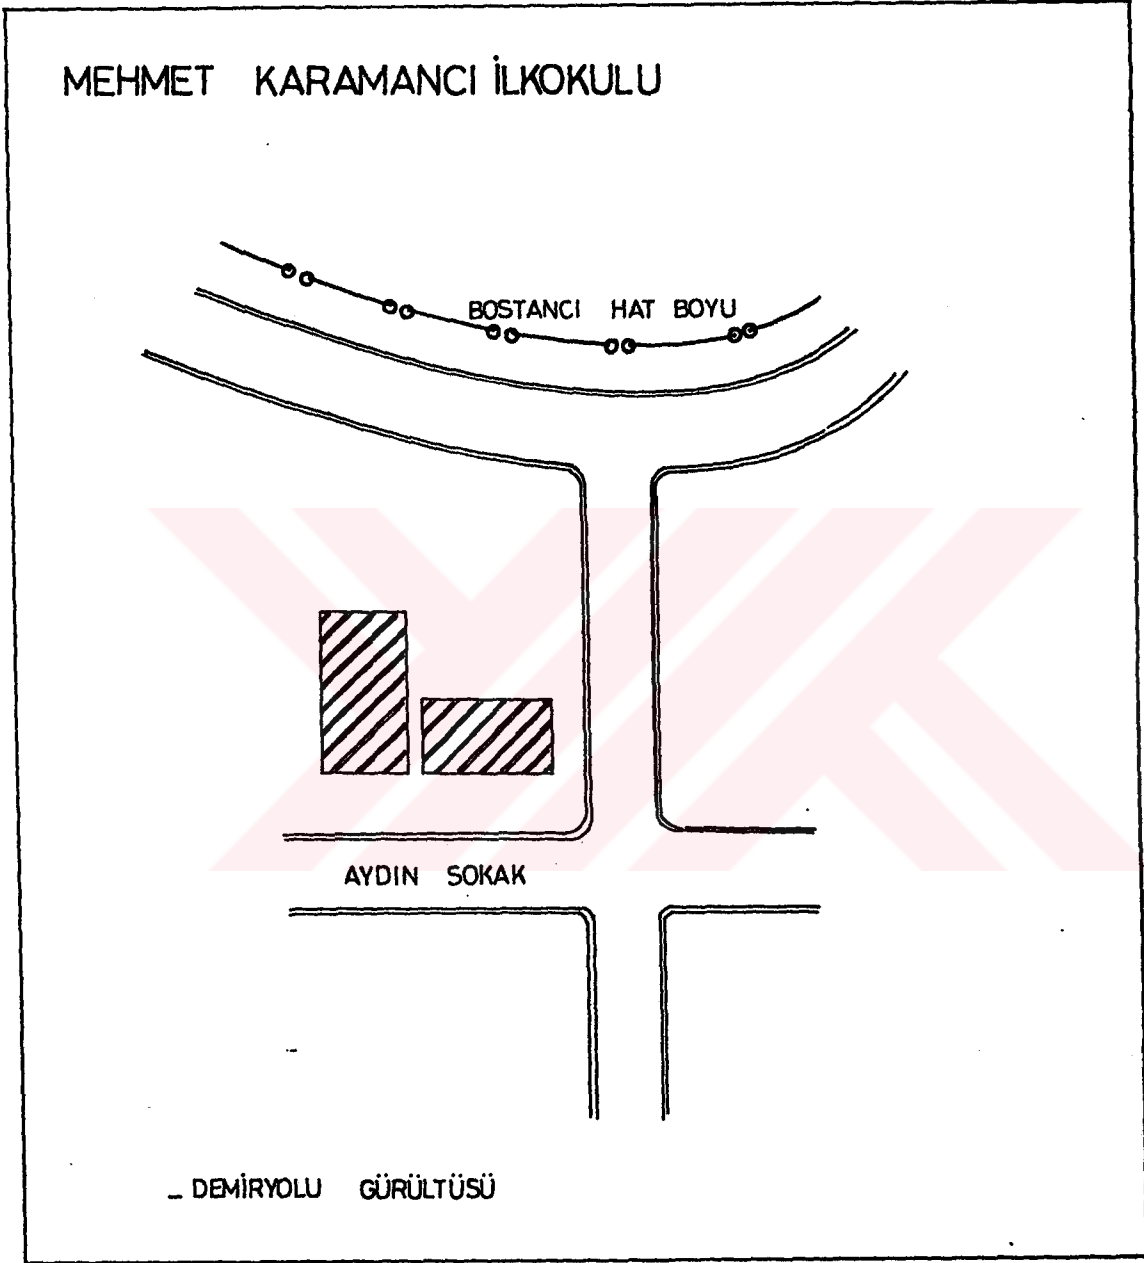 MEHMET KARAMANCI İLKOKULU
BOSTANCI HAT BOYU
AYDIN SOKAK
_ DEMİRYOLU GÜRÜLTÜSÜ